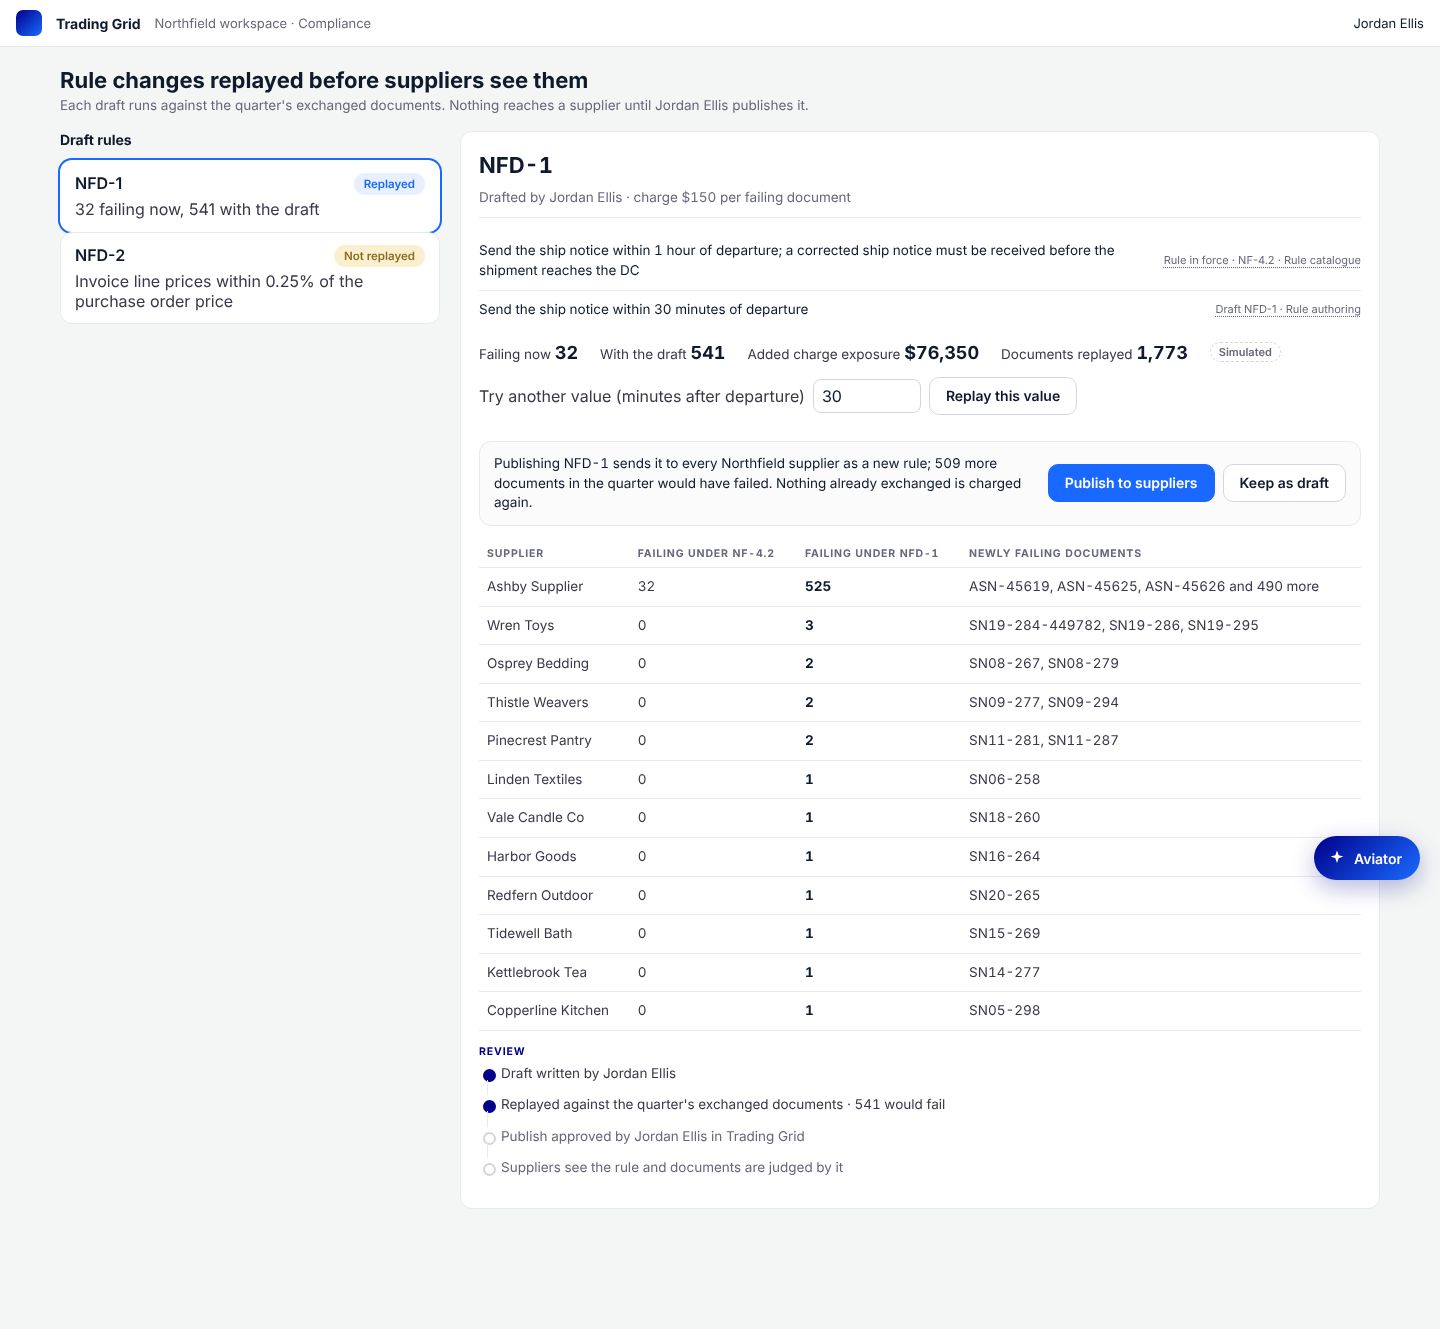 Trading Grid Northfield workspace · Compliance Jordan Ellis
Rule changes replayed before suppliers see them
Each draft runs against the quarter's exchanged documents. Nothing reaches a supplier until Jordan Ellis publishes it.
Draft rules
NFD-1 Replayed
32 failing now, 541 with the draft
NFD-2 Not replayed
Invoice line prices within 0.25% of the
purchase order price
NFD-1
Drafted by Jordan Ellis · charge $150 per failing document
Send the ship notice within 1 hour of departure; a corrected ship notice must be received before the
shipment reaches the DC
Rule in force · NF-4.2 · Rule catalogue
Send the ship notice within 30 minutes of departure Draft NFD-1 · Rule authoring
Failing now 32 With the draft 541 Added charge exposure $76,350 Documents replayed 1,773 Simulated
Try another value (minutes after departure) 30 Replay this value
Publishing NFD-1 sends it to every Northfield supplier as a new rule; 509 more
documents in the quarter would have failed. Nothing already exchanged is charged
again.
Publish to suppliers Keep as draft
SUPPLIER FAILING UNDER NF-4.2 FAILING UNDER NFD-1 NEWLY FAILING DOCUMENTS
Ashby Supplier 32 525 ASN-45619, ASN-45625, ASN-45626 and 490 more
Wren Toys 0 3 SN19-284-449782, SN19-286, SN19-295
Osprey Bedding 0 2 SN08-267, SN08-279
Thistle Weavers 0 2 SN09-277, SN09-294
Pinecrest Pantry 0 2 SN11-281, SN11-287
Linden Textiles 0 1 SN06-258
Vale Candle Co 0 1 SN18-260
Harbor Goods 0 1 SN16-264
Aviator
Redfern Outdoor 0 1 SN20-265
Tidewell Bath 0 1 SN15-269
Kettlebrook Tea 0 1 SN14-277
Copperline Kitchen 0 1 SN05-298
REVIEW
Draft written by Jordan Ellis
Replayed against the quarter's exchanged documents · 541 would fail
Publish approved by Jordan Ellis in Trading Grid
Suppliers see the rule and documents are judged by it